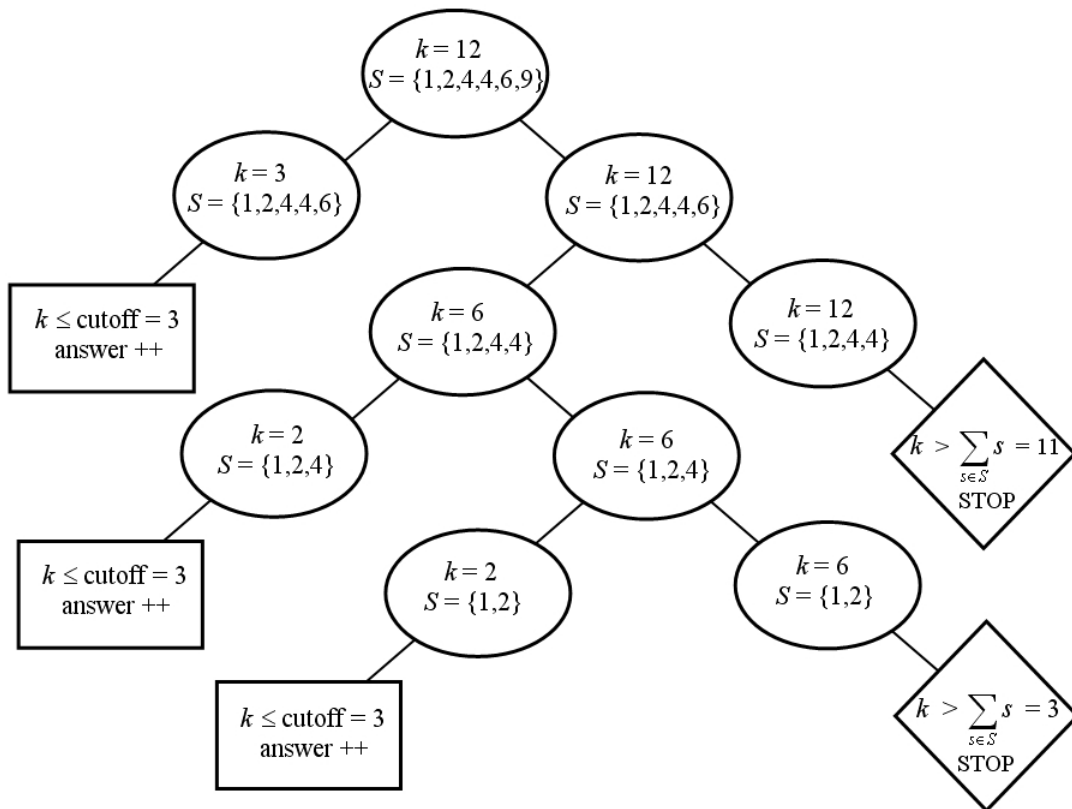 k = 12
S = {1,2,4,4,6,9}
k = 3
S = {1,2,4,4,6}
k = 12
S = {1,2,4,4,6}
k ≤ cutoff = 3
answer ++
k = 6
S = {1,2,4,4}
k = 12
S = {1,2,4,4}
k = 2
S = {1,2,4}
k = 6
S = {1,2,4}
k > ∑ s = 11
s∈S
STOP
k ≤ cutoff = 3
answer ++
k = 2
S = {1,2}
k = 6
S = {1,2}
k ≤ cutoff = 3
answer ++
k > ∑ s = 3
s∈S
STOP